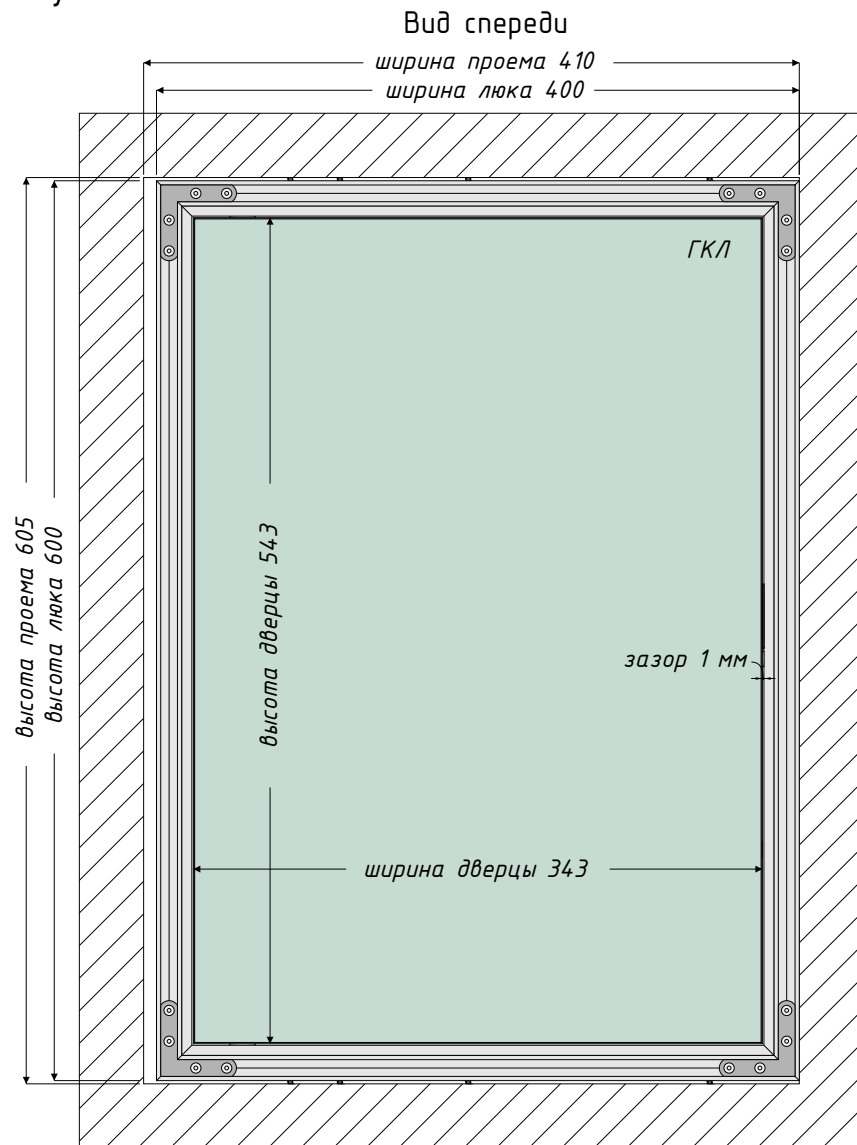 Вид спереди
ширина проема 410
ширина люка 400
ГКЛ
высота проема 605
высота люка 600
высота дверцы 543
зазор 1 мм
ширина дверцы 343